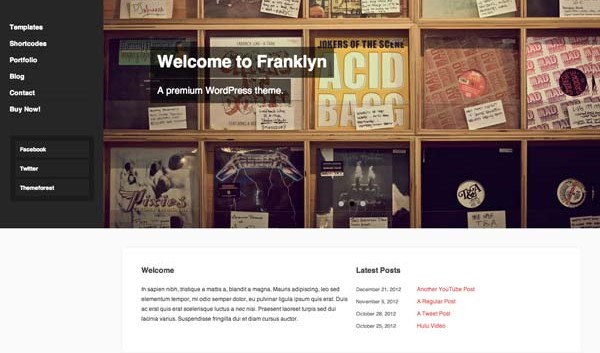 Templates
Shortcodes
Portfolio
Blog
Contact
Buy Now!
Facebook
Twitter
Themeforest
Welcome to Franklyn
A premium WordPress theme.
JOKERS OF THE SCENE
ACID
BAGG
Pixies
T&A
Welcome
In sapien nibh, tristique a mattis a, blandit a magna. Mauris adipiscing, leo sed
elementum tempor, mi odio semper dolor, eu pulvinar ligula ipsum quis erat. Duis
ac erat quis erat scelerisque luctus a nec nisi. Praesent laoreet turpis sed dui
lacinia varius. Suspendisse fringilla dui et diam cursus auctor.
Latest Posts
December 21, 2012 Another YouTube Post
November 5, 2012 A Regular Post
October 28, 2012 A Tweet Post
October 25, 2012 Hulu Video